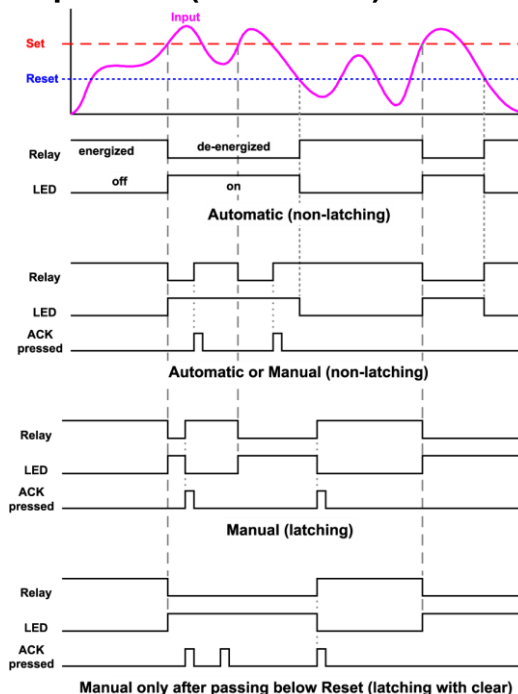 Input
Set
Reset
energized
de-energized
Relay
off
on
LED
Automatic (non-latching)
Relay
LED
ACK
pressed
Automatic or Manual (non-latching)
Relay
LED
ACK
pressed
Manual (latching)
Relay
LED
ACK
pressed
Manual only after passing below Reset (latching with clear)